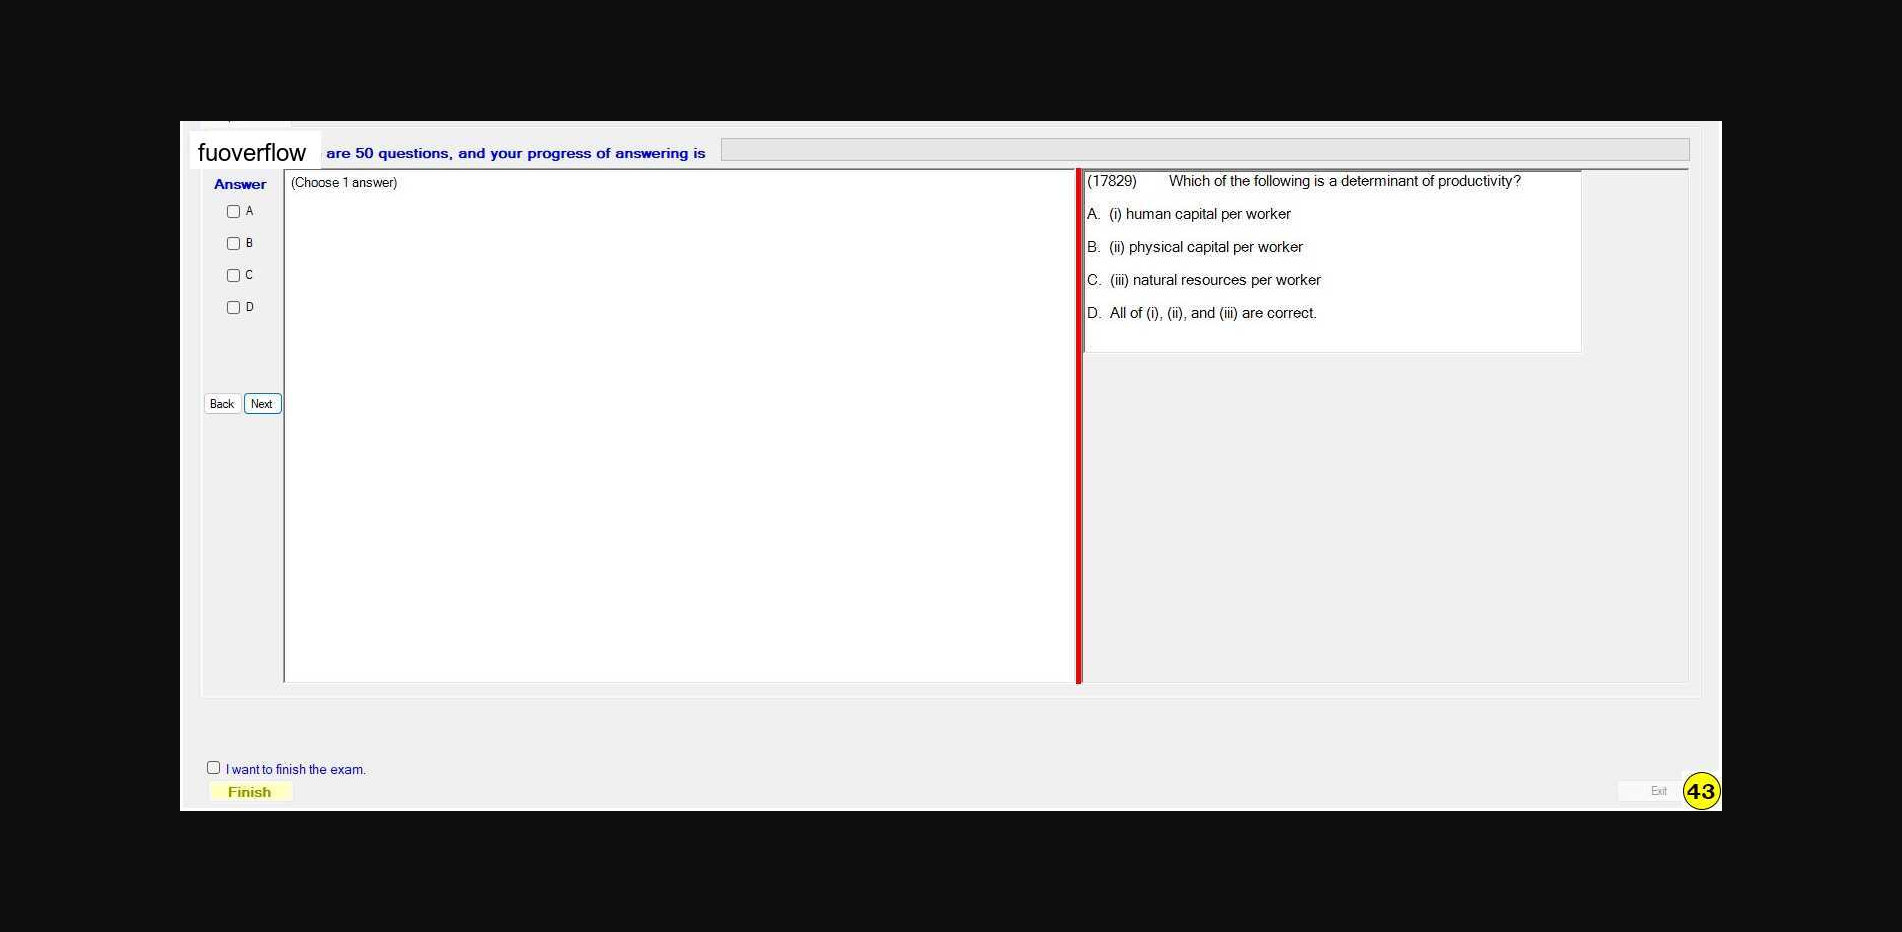 fuoverflow are 50 questions, and your progress of answering is
Answer
A
B
C
D
Back Next
(Choose 1 answer)
(17829) Which of the following is a determinant of productivity?
A. (i) human capital per worker
B. (ii) physical capital per worker
C. (iii) natural resources per worker
D. All of (i), (ii), and (iii) are correct.
I want to finish the exam.
Finish
Exit
43